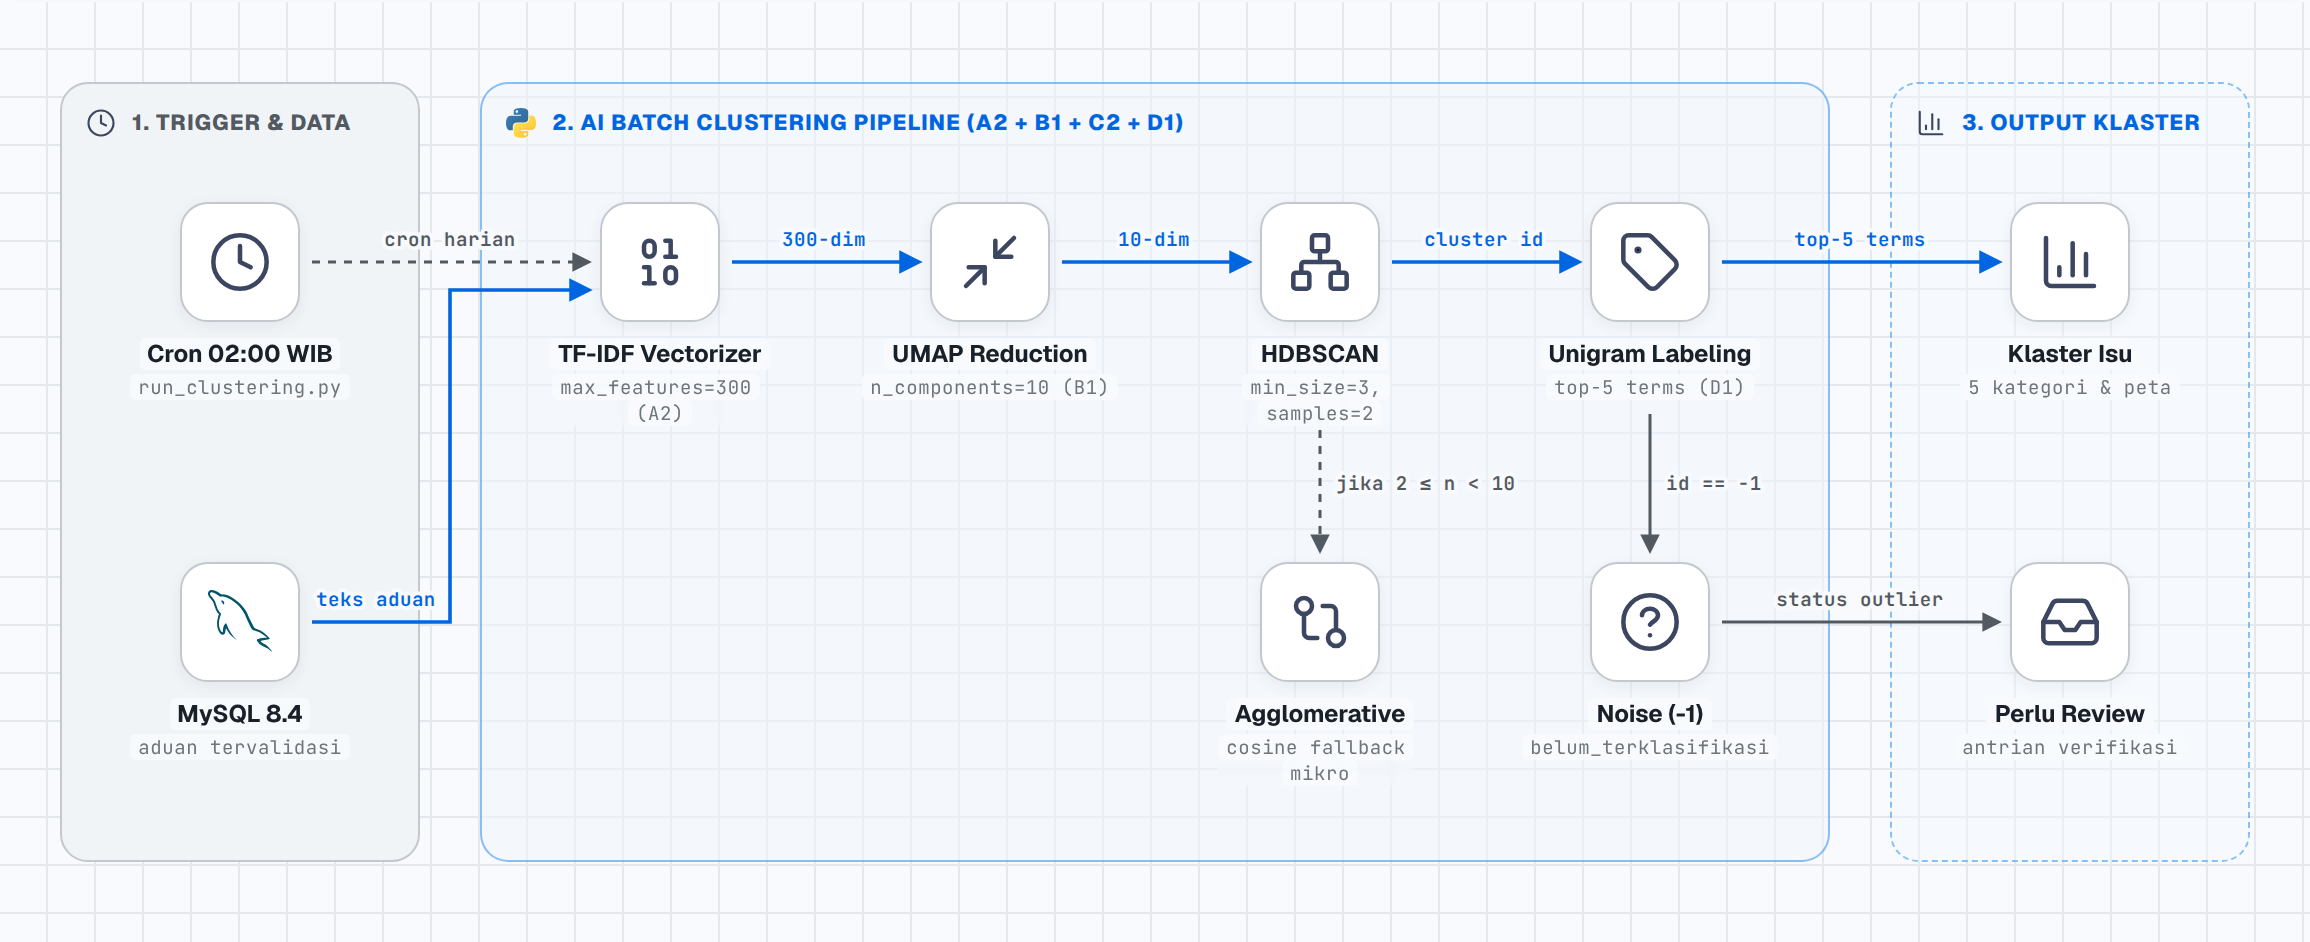 1. TRIGGER & DATA
2. AI BATCH CLUSTERING PIPELINE (A2 + B1 + C2 + D1)
3. OUTPUT KLASTER
cron harian
01
10
300-dim
10-dim
cluster id
top-5 terms
Cron 02:00 WIB
run_clustering.py
TF-IDF Vectorizer
max_features=300
(A2)
UMAP Reduction
n_components=10 (B1)
HDBSCAN
min_size=3,
samples=2
Unigram Labeling
top-5 terms (D1)
Klaster Isu
5 kategori & peta
jika 2 ≤ n < 10
id == -1
teks aduan
status outlier
MySQL 8.4
aduan tervalidasi
Agglomerative
cosine fallback
mikro
Noise (-1)
belum_terklasifikasi
Perlu Review
antrian verifikasi